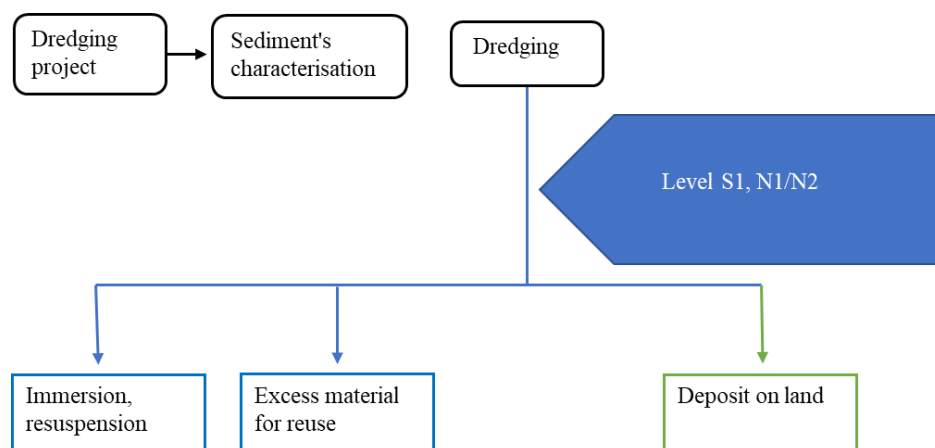 Dredging
project
Sediment's
characterisation
Dredging
Level S1, N1/N2
Immersion,
resuspension
Excess material
for reuse
Deposit on land